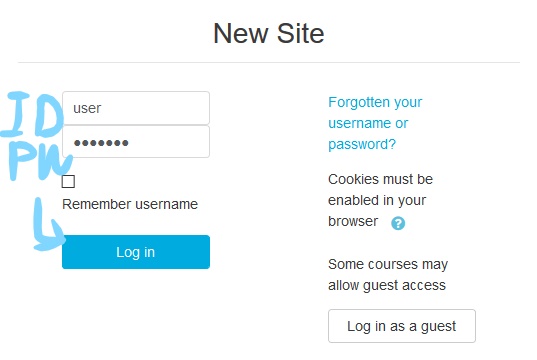 New Site
ID
user
PW
•••••••
Remember username
Log in
Forgotten your
username or
password?
Cookies must be
enabled in your
browser ?
Some courses may
allow guest access
Log in as a guest